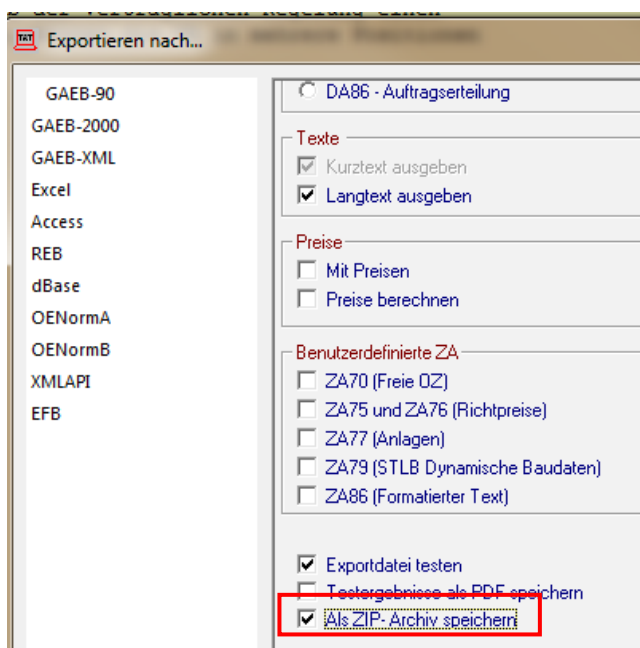 Exportieren nach...
GAEB-90
GAEB-2000
GAEB-XML
Excel
Access
REB
dBase
OENormA
OENormB
XMLAPI
EFB
DA86 - Auftragserteilung
Texte
Kurztext ausgeben
Langtext ausgeben
Preise
Mit Preisen
Preise berechnen
Benutzerdefinierte ZA
ZA70 (Freie OZ)
ZA75 und ZA76 (Richtpreise)
ZA77 (Anlagen)
ZA79 (STLB Dynamische Baudaten)
ZA86 (Formatierter Text)
Exportdatei testen
Testergebnisse als PDF speichern
Als ZIP- Archiv speichern